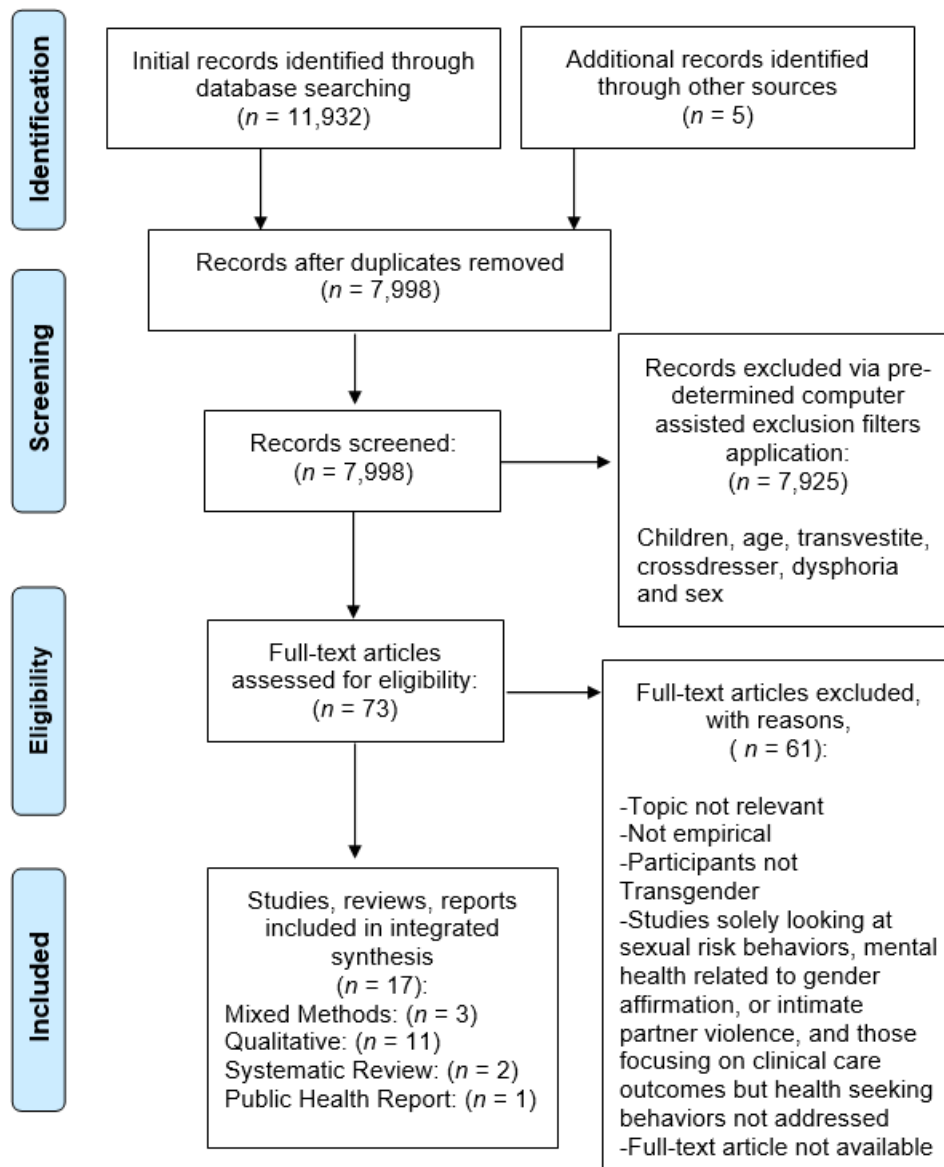 Identification
Initial records identified through
database searching
(n = 11,932)
Additional records identified
through other sources
(n = 5)
Records after duplicates removed
(n = 7,998)
Screening
Records screened:
(n = 7,998)
Records excluded via pre-
determined computer
assisted exclusion filters
application:
(n = 7,925)
Children, age, transvestite,
crossdresser, dysphoria
and sex
Eligibility
Full-text articles
assessed for eligibility:
(n = 73)
Full-text articles excluded,
with reasons,
( n = 61):
-Topic not relevant
-Not empirical
-Participants not
Transgender
-Studies solely looking at
sexual risk behaviors, mental
health related to gender
affirmation, or intimate
partner violence, and those
focusing on clinical care
outcomes but health seeking
behaviors not addressed
-Full-text article not available
Included
Studies, reviews, reports
included in integrated
synthesis
(n = 17):
Mixed Methods: (n = 3)
Qualitative: (n = 11)
Systematic Review: (n = 2)
Public Health Report: (n = 1)